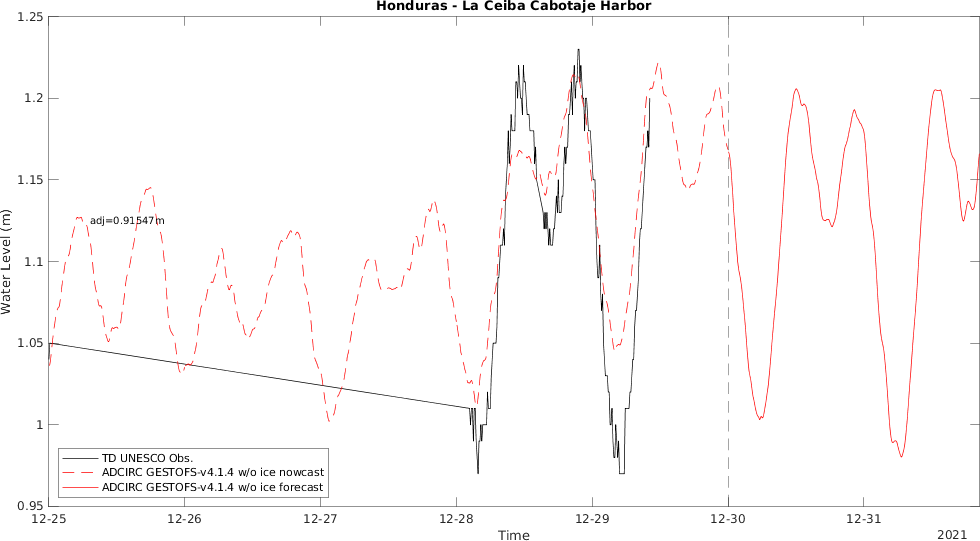 Honduras - La Ceiba Cabotaje Harbor
1.25
1.2
1.15
1.1
1.05
1
0.95
Water Level (m)
adj=0.91547m
TD UNESCO Obs.
ADCIRC GESTOFS-v4.1.4 w/o ice nowcast
ADCIRC GESTOFS-v4.1.4 w/o ice forecast
12-25 12-26 12-27 12-28 12-29 12-30 12-31
Time
2021